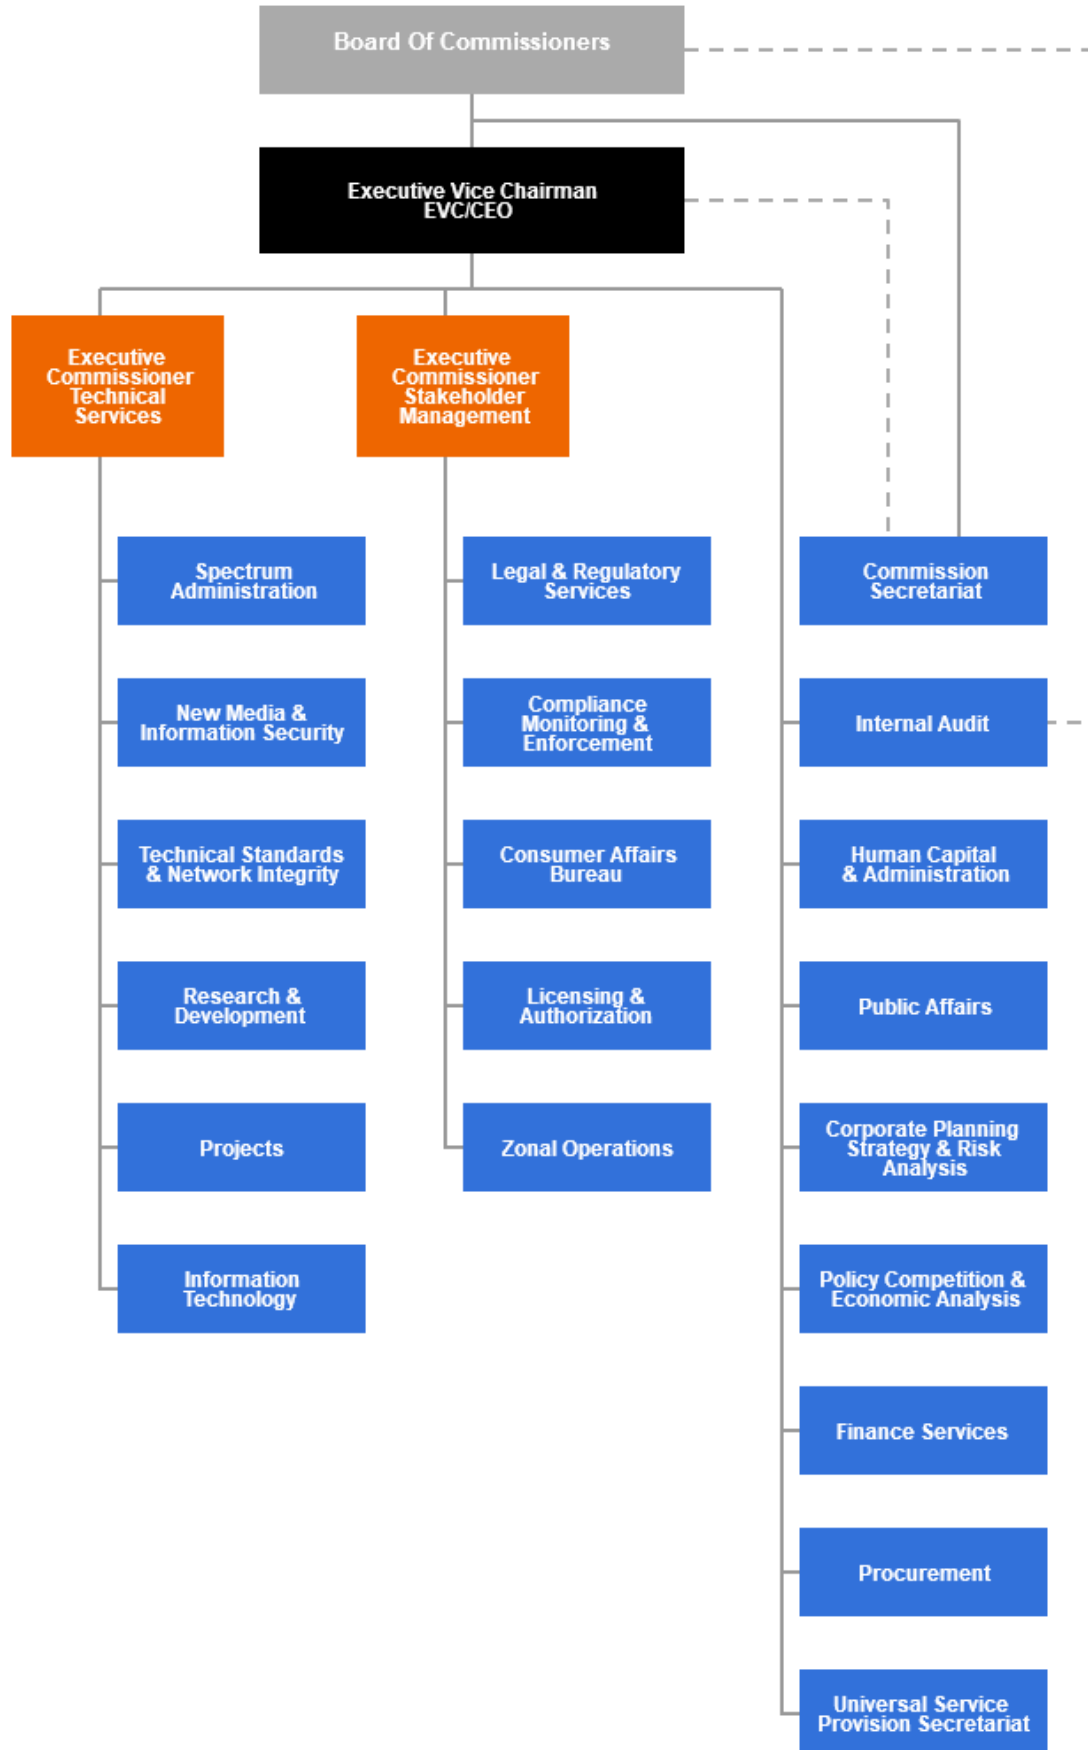 Board Of Commissioners
Executive Vice Chairman
EVC/CEO
Executive
Commissioner
Technical
Services
Executive
Commissioner
Stakeholder
Management
Spectrum
Administration
New Media &
Information Security
Technical Standards
& Network Integrity
Research &
Development
Projects
Information
Technology
Legal & Regulatory
Services
Compliance
Monitoring &
Enforcement
Consumer Affairs
Bureau
Licensing &
Authorization
Zonal Operations
Commission
Secretariat
Internal Audit
Human Capital
& Administration
Public Affairs
Corporate Planning
Strategy & Risk
Analysis
Policy Competition &
Economic Analysis
Finance Services
Procurement
Universal Service
Provision Secretariat